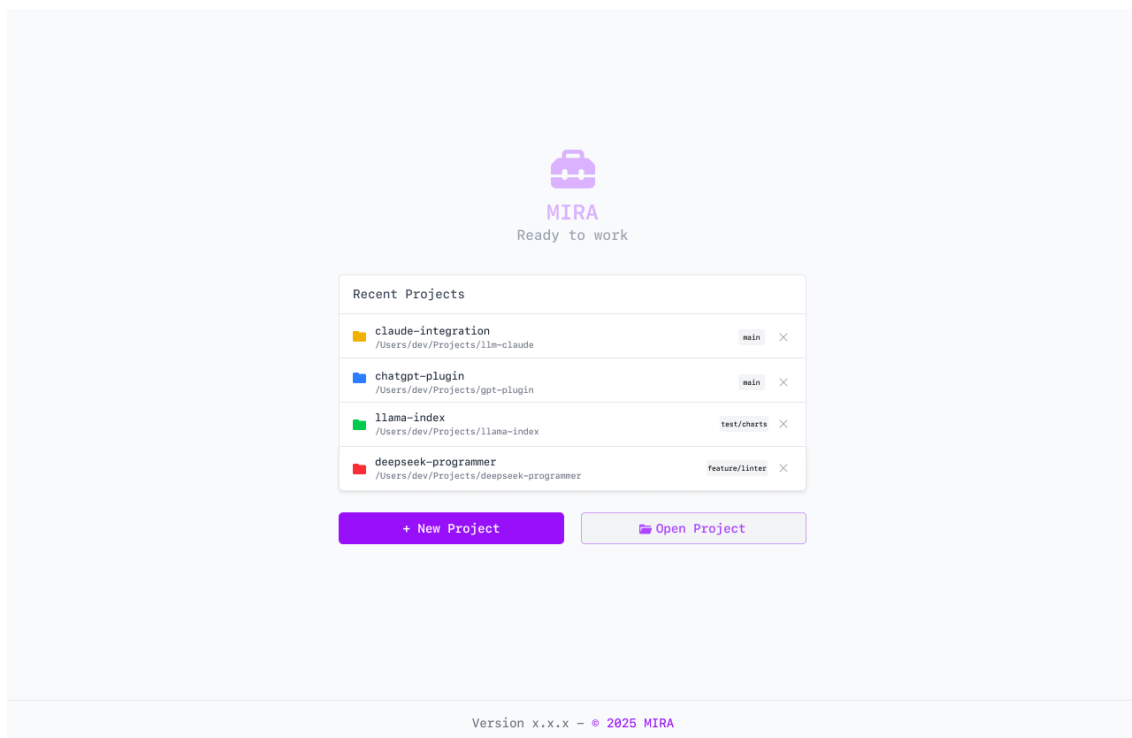 MIRA
Ready to work
Recent Projects
claude-integration
main
/Users/dev/Projects/llm-claude
chatgpt-plugin
main
/Users/dev/Projects/gpt-plugin
llama-index
test/charts
/Users/dev/Projects/llama-index
deepseek-programmer
feature/linter
/Users/dev/Projects/deepseek-programmer
+ New Project
Open Project
Version x.x.x – © 2025 MIRA